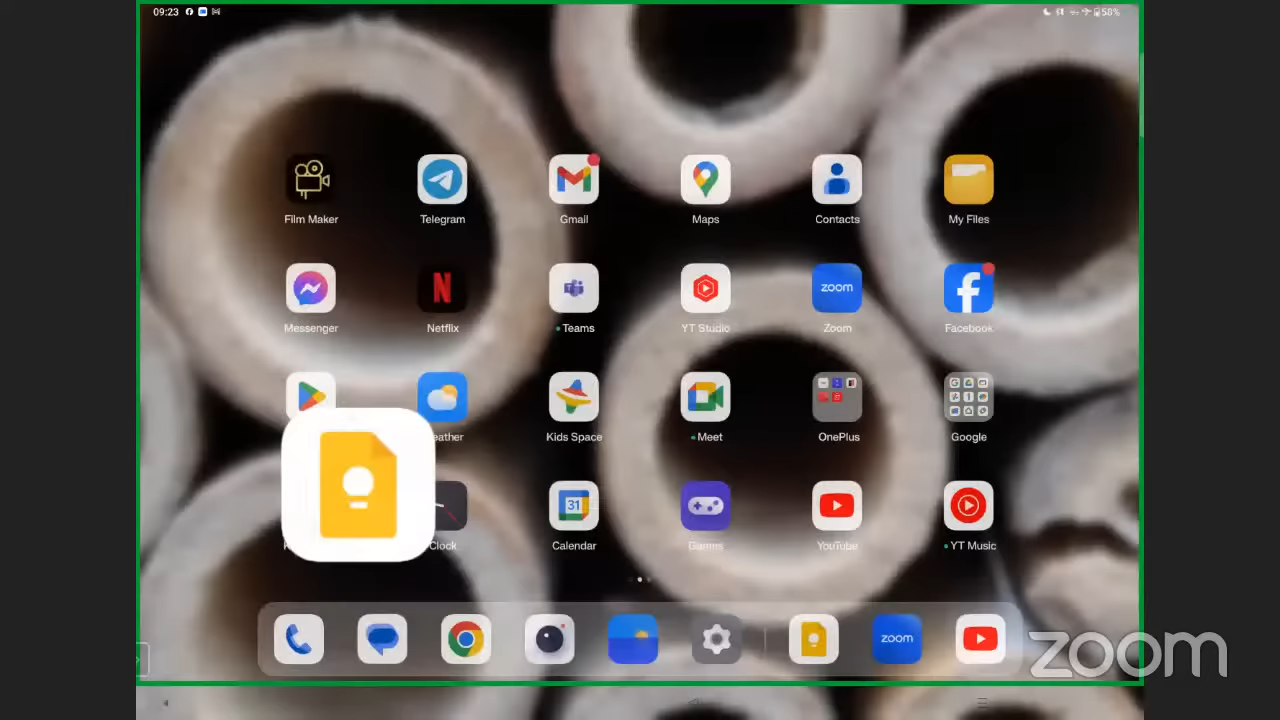 09:23 58%
Film Maker Telegram Gmail Maps Contacts My Files
Messenger Netflix Teams YT Studio zoom Zoom Facebook
Kids Space Meet OnePlus Google
Clock 31 Calendar Games YouTube YT Music
zoom
zoom